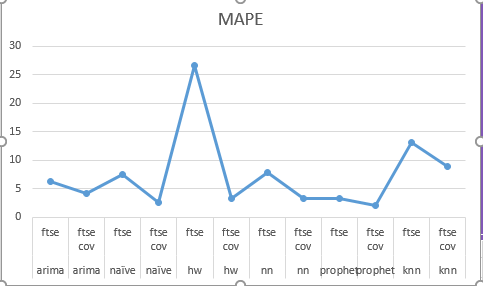 MAPE
30
25
20
15
10
5
0
ftse ftse cov ftse ftse cov ftse ftse cov ftse ftse cov ftse ftse cov ftse ftse cov
arima arima naïve naïve hw hw nn nn prophet prophet knn knn